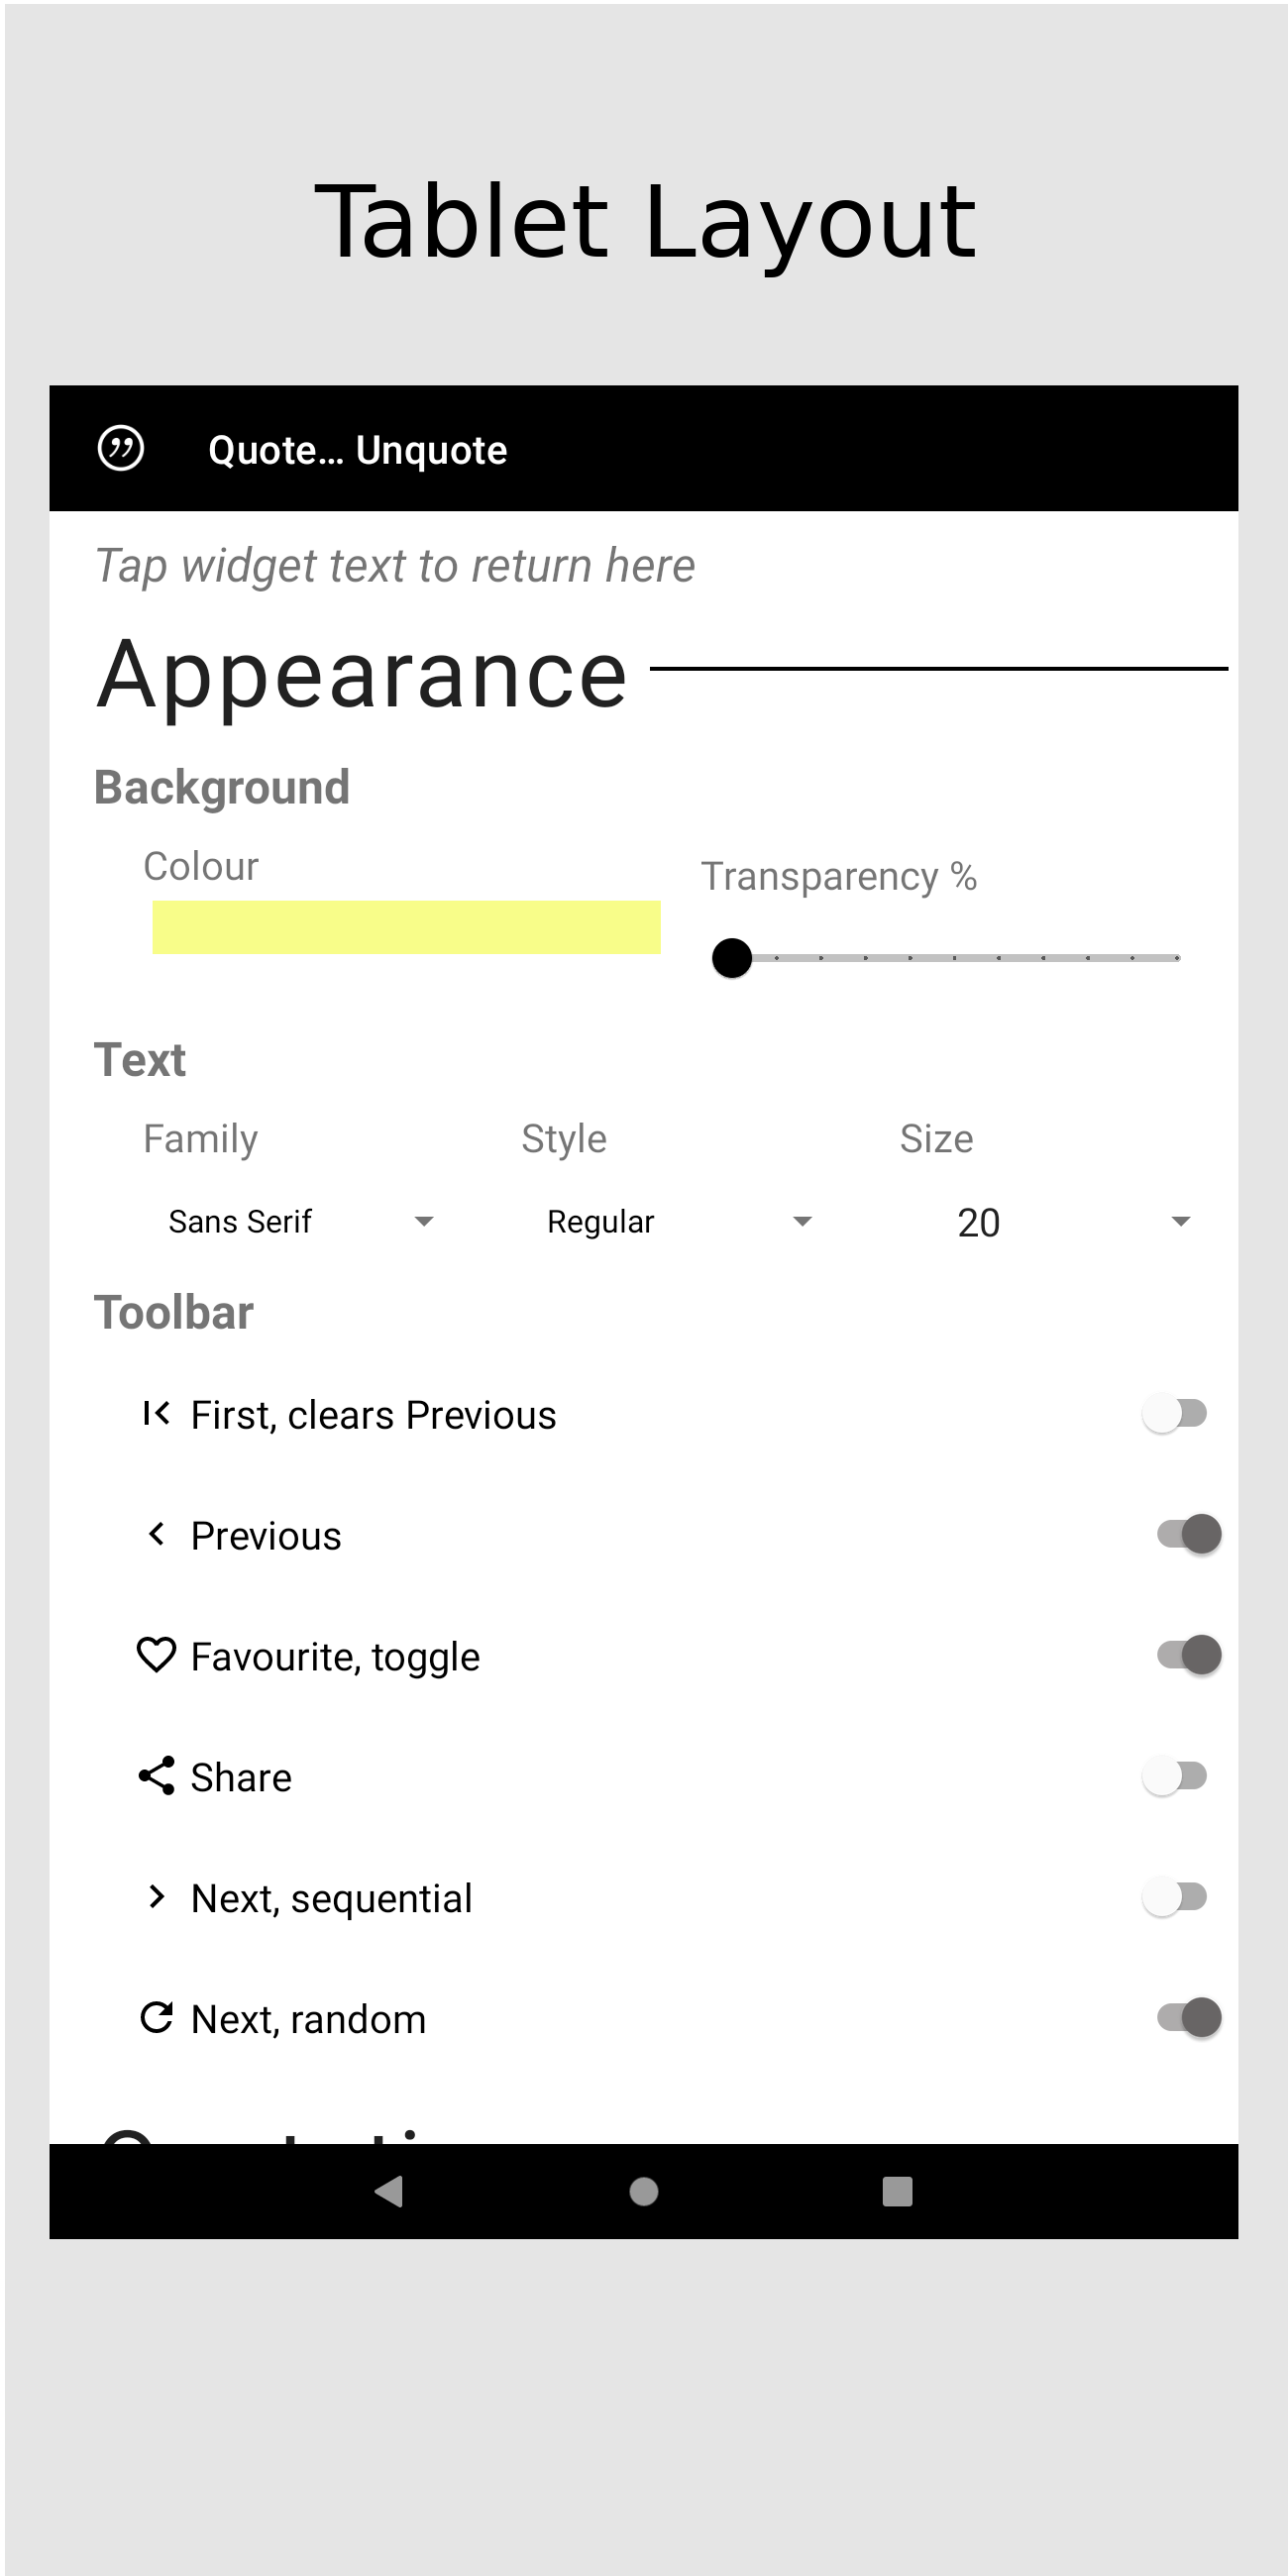 Tablet Layout
Quote… Unquote
Tap widget text to return here
Appearance
Background
Colour
Transparency %
Text
Family Style Size
Sans Serif Regular 20
Toolbar
First, clears Previous
Previous
Favourite, toggle
Share
Next, sequential
Next, random